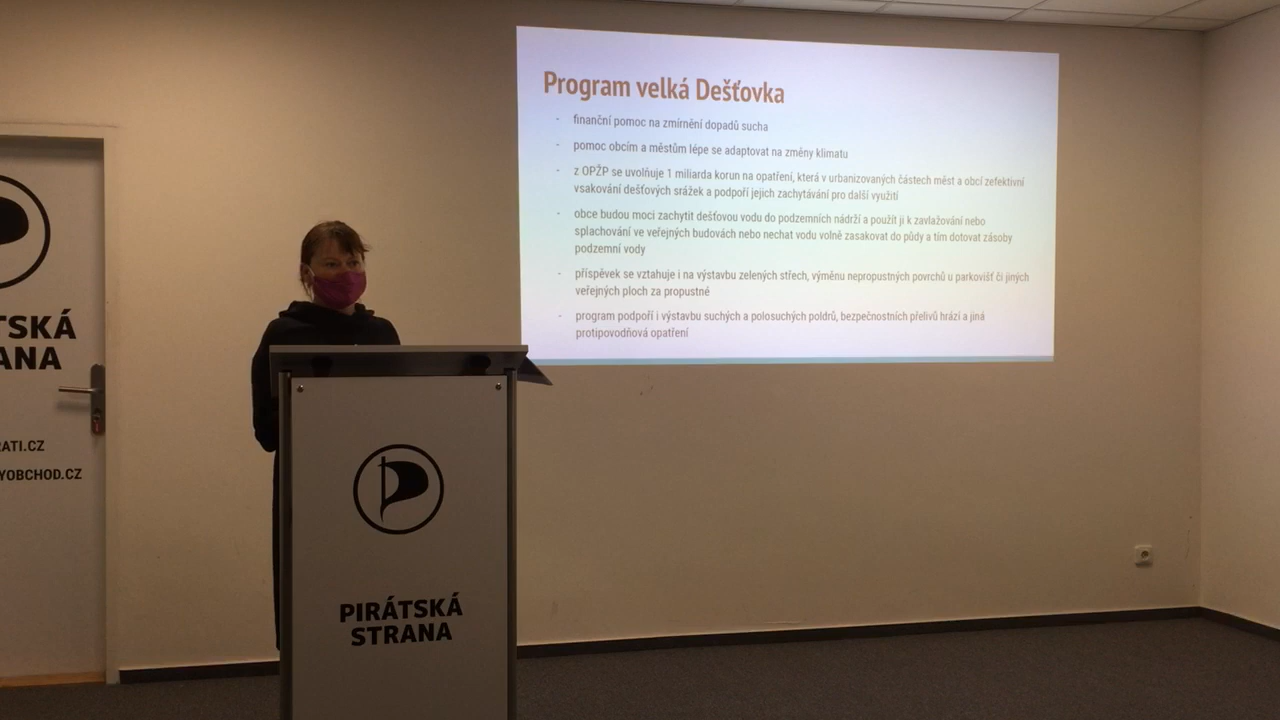 Program velká Dešťovka
- finanční pomoc na zmírnění dopadů sucha
- pomoc obcím a městům lépe se adaptovat na změny klimatu
- z OPŽP se uvolňuje 1 miliarda korun na opatření, která v urbanizovaných částech měst a obcí zefektivní
vsakování dešťových srážek a podpoří jejich zachytávání pro další využití
- obce budou moci zachytit dešťovou vodu do podzemních nádrží a použít ji k zavlažování nebo
splachování ve veřejných budovách nebo nechat vodu volně zasakovat do půdy a tím dotovat zásoby
podzemní vody
- příspěvek se vztahuje i na výstavbu zelených střech, výměnu nepropustných povrchů u parkovišť či jiných
veřejných ploch za propustné
- program podpoří i výstavbu suchých a polosuchých poldrů, bezpečnostních přelivů hrází a jiná
protipovodňová opatření
TSKÁ
ANA
RATI.CZ
YOBCHOD.CZ
PIRÁTSKÁ
STRANA